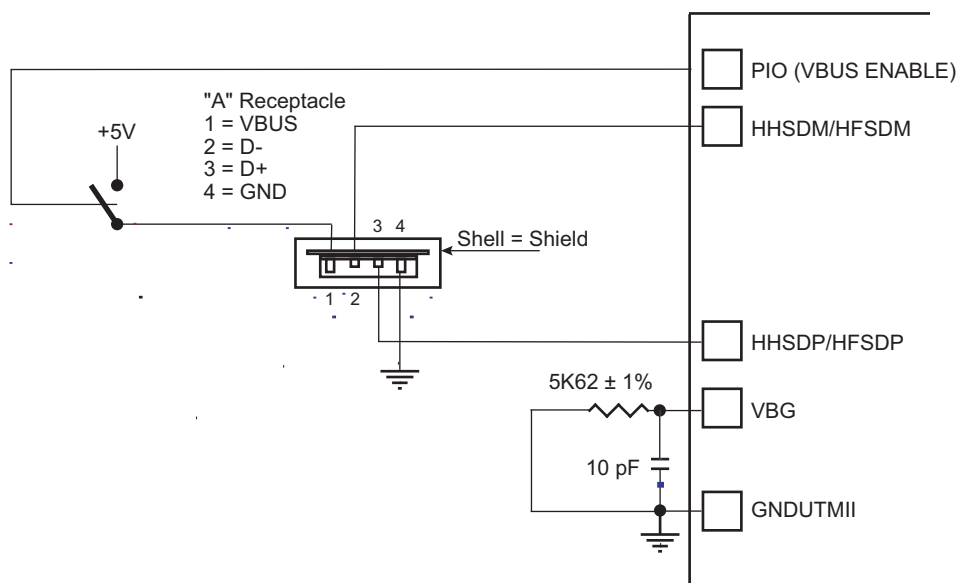 PIO (VBUS ENABLE)
"A" Receptacle
1 = VBUS
2 = D-
3 = D+
4 = GND
+5V
HHSDM/HFSDM
3 4
Shell = Shield
1 2
HHSDP/HFSDP
5K62 ± 1%
VBG
10 pF
GNDUTMII